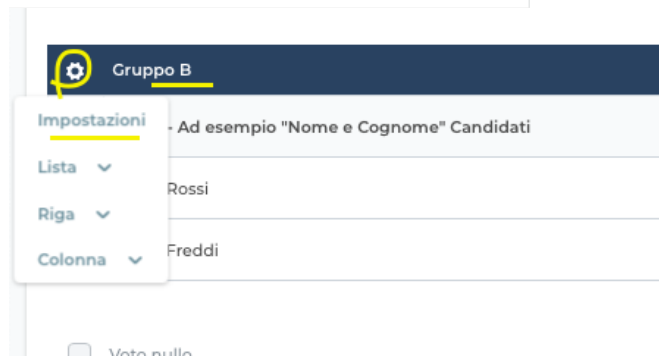 Gruppo B
Impostazioni
- Ad esempio "Nome e Cognome" Candidati
Lista
Rossi
Riga
Freddi
Colonna
Voto nullo